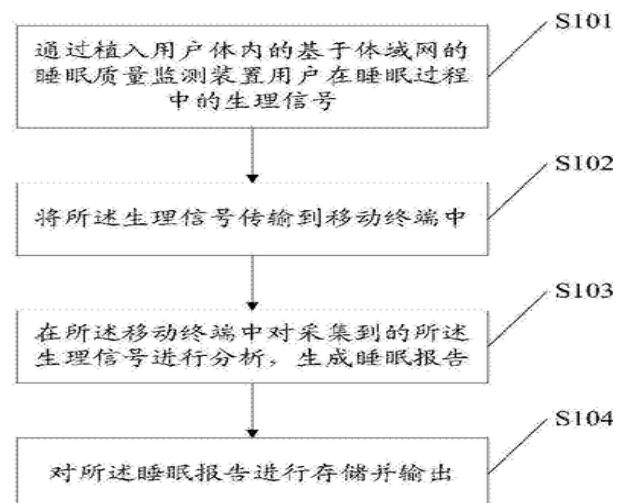 S101
通过植入用户体内的基于体域网的
睡眠质量监测装置用户在睡眠过程
中的生理信号
S102
将所述生理信号传输到移动终端中
S103
在所述移动终端中对采集到的所述
生理信号进行分析，生成睡眠报告
S104
对所述睡眠报告进行存储并输出